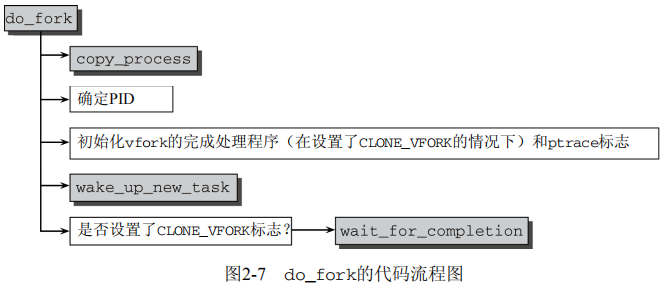 do_fork
copy_process
确定PID
初始化vfork的完成处理程序（在设置了CLONE_VFORK的情况下）和ptrace标志
wake_up_new_task
是否设置了CLONE_VFORK标志？
wait_for_completion
图2-7 do_fork的代码流程图